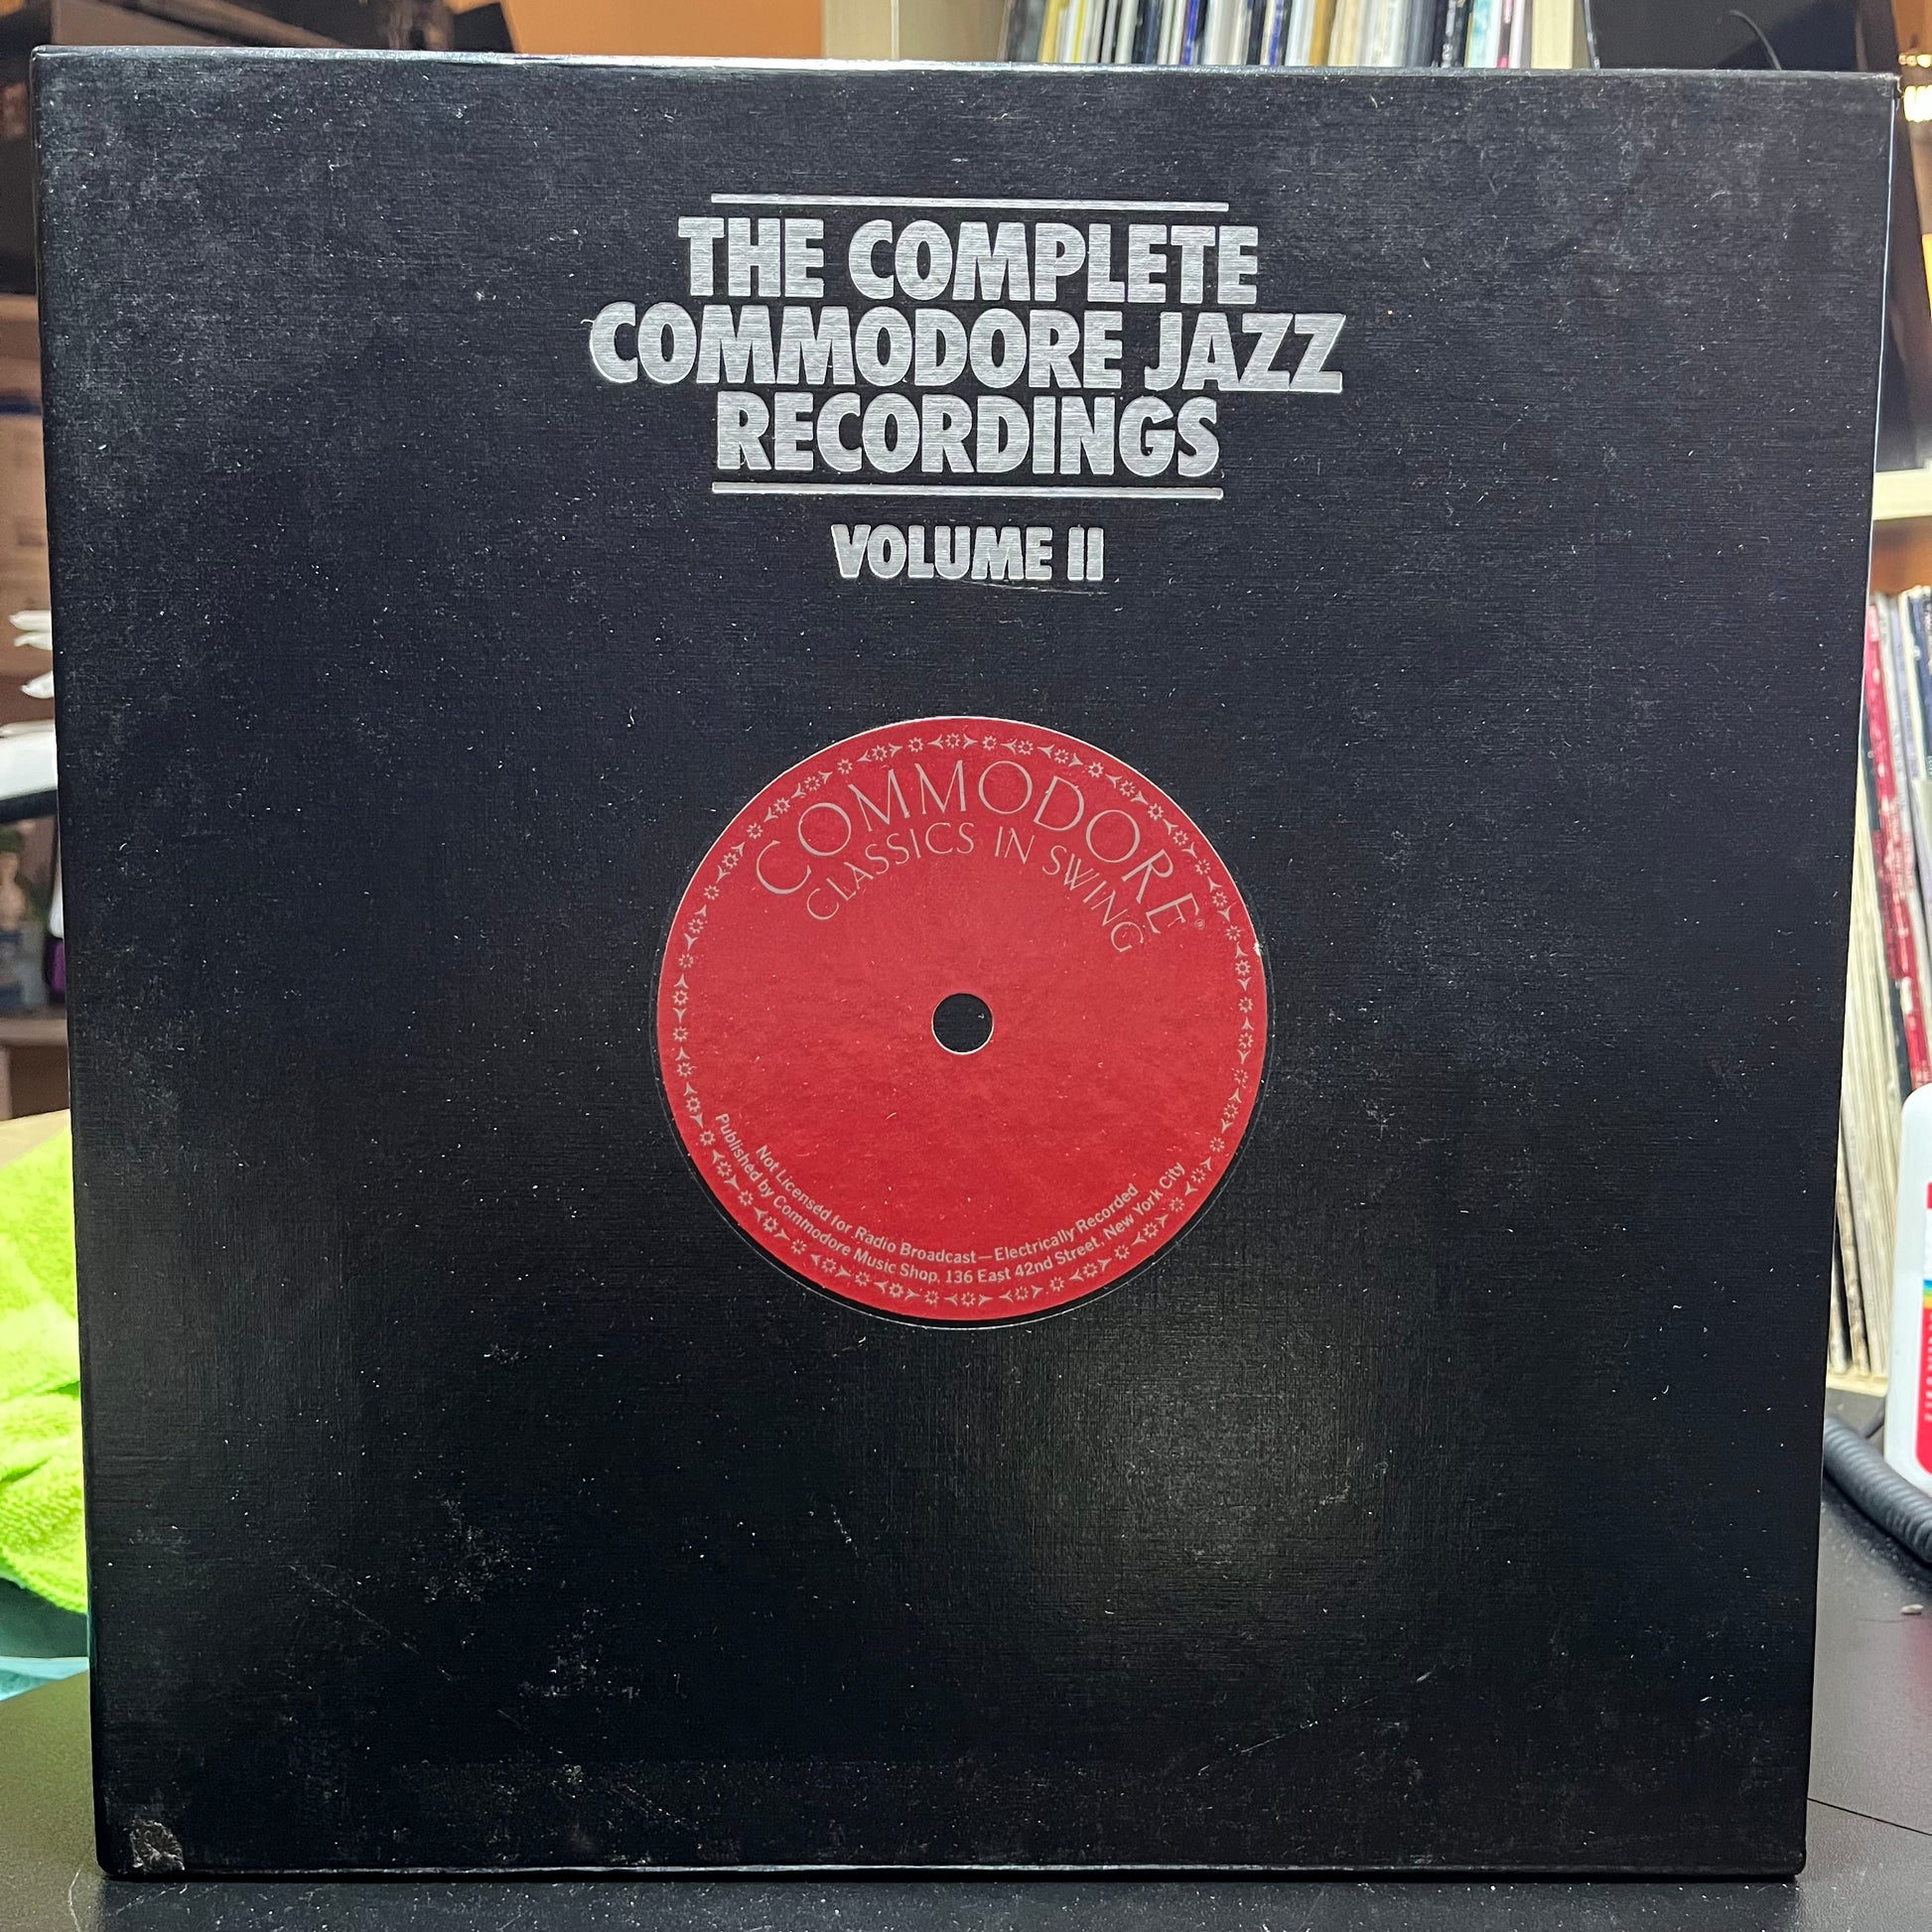 THE COMPLETE
COMMODORE JAZZ
RECORDINGS
VOLUME II
COMMODORE®
CLASSICS IN SWING
Not Licensed for Radio Broadcast—Electrically Recorded
Published by Commodore Music Shop, 136 East 42nd Street, New York City